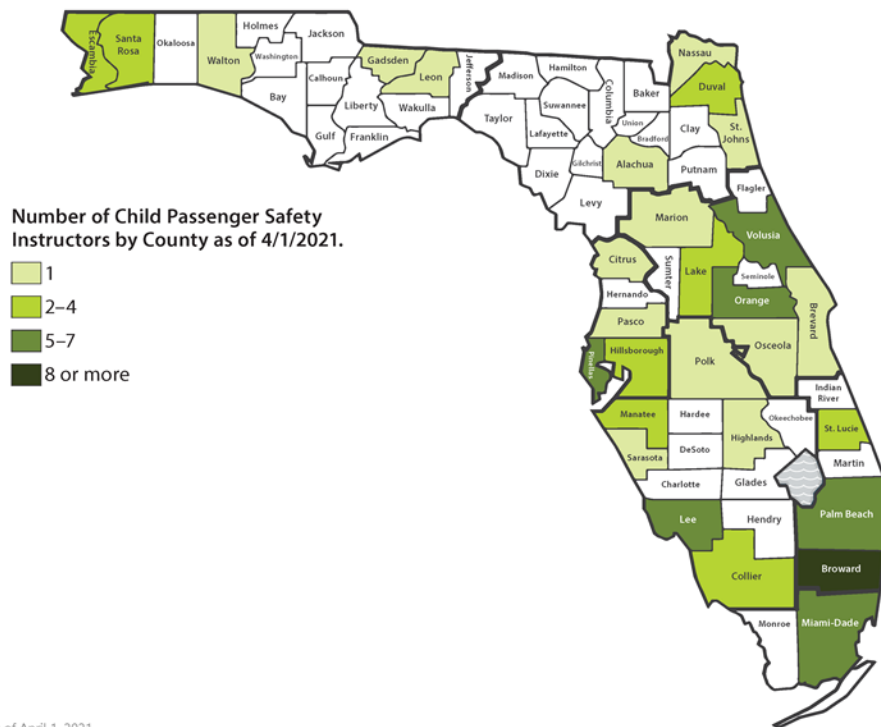 Holmes
Jackson
Escambia
Santa
Rosa
Okaloosa
Walton
Washington
Calhoun
Bay
Gulf
Liberty
Franklin
Gadsden
Leon
Wakulla
Jefferson
Madison
Hamilton
Taylor
Suwannee
Lafayette
Columbia
Baker
Union
Bradford
Dixie
Gilchrist
Levy
Alachua
Nassau
Duval
Clay
St.
Johns
Putnam
Flagler
Number of Child Passenger Safety
Instructors by County as of 4/1/2021.
1
2–4
5–7
8 or more
Marion
Volusia
Citrus
Sumter
Lake
Seminole
Hernando
Orange
Brevard
Pasco
Osceola
Pinellas
Hillsborough
Polk
Indian
River
Manatee
Hardee
Okeechobee
St. Lucie
Highlands
Sarasota
DeSoto
Martin
Charlotte
Glades
Lee
Hendry
Palm Beach
Collier
Broward
Monroe
Miami-Dade
of April 1, 2021